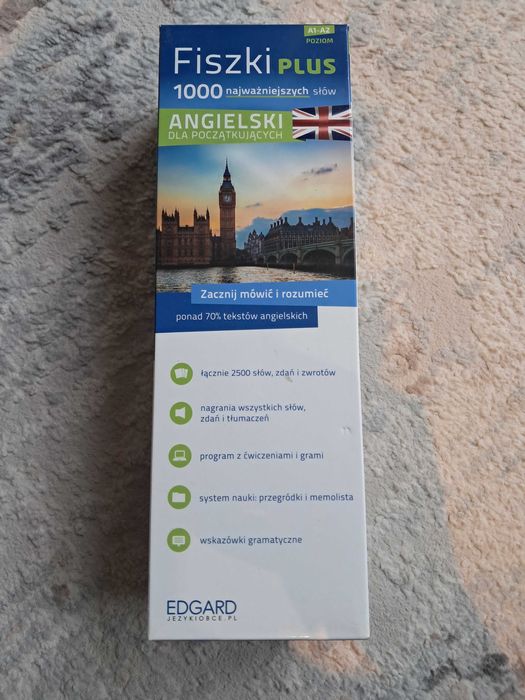 A1-A2
POZIOM
Fiszki PLUS
1000 najważniejszych słów
ANGIELSKI
DLA POCZĄTKUJĄCYCH
Zacznij mówić i rozumieć
ponad 70% tekstów angielskich
łącznie 2500 słów, zdań i zwrotów
nagrania wszystkich słów,
zdań i tłumaczeń
program z ćwiczeniami i grami
system nauki: przegródki i memolista
wskazówki gramatyczne
EDGARD
JEZYKIOBCE.PL